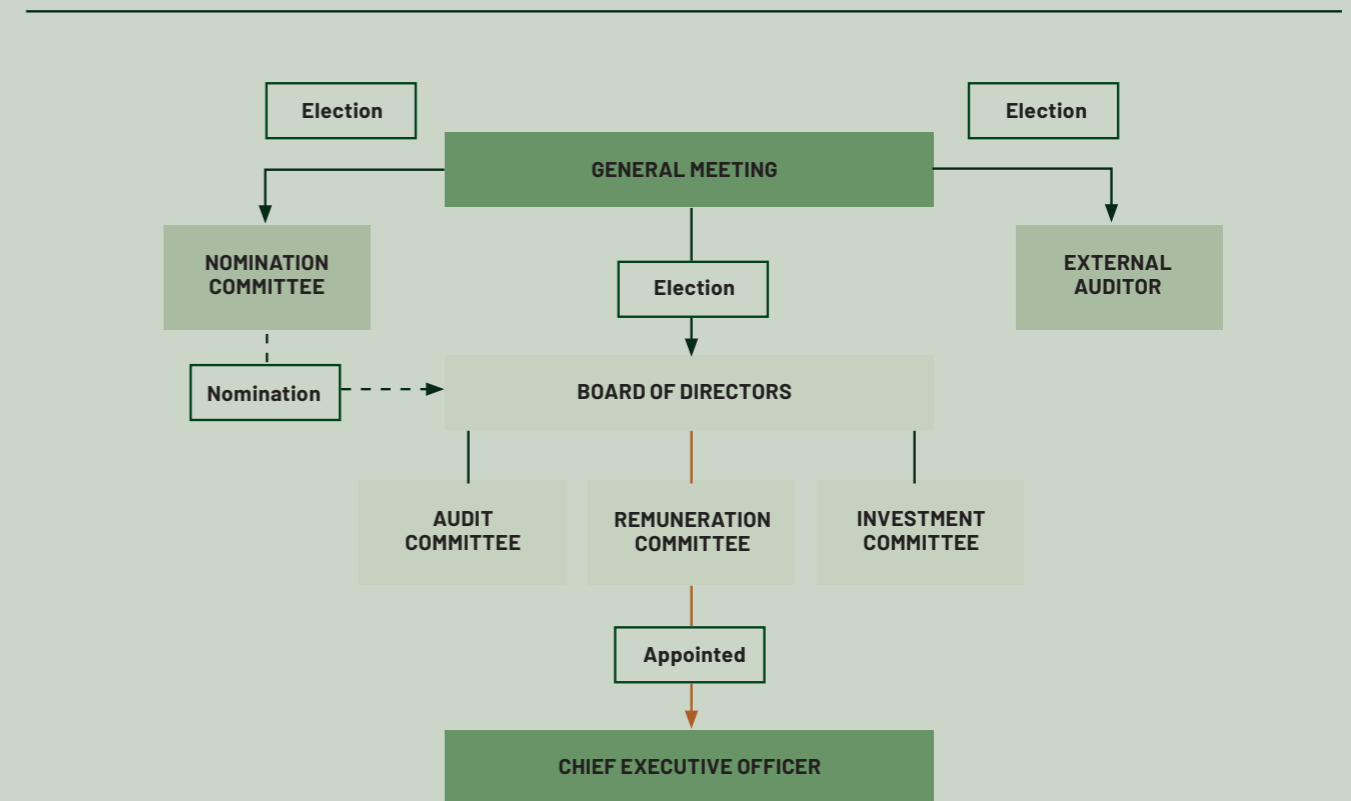 Election
Election
GENERAL MEETING
NOMINATION
COMMITTEE
EXTERNAL
AUDITOR
Election
Nomination
BOARD OF DIRECTORS
AUDIT
COMMITTEE
REMUNERATION
COMMITTEE
INVESTMENT
COMMITTEE
Appointed
CHIEF EXECUTIVE OFFICER